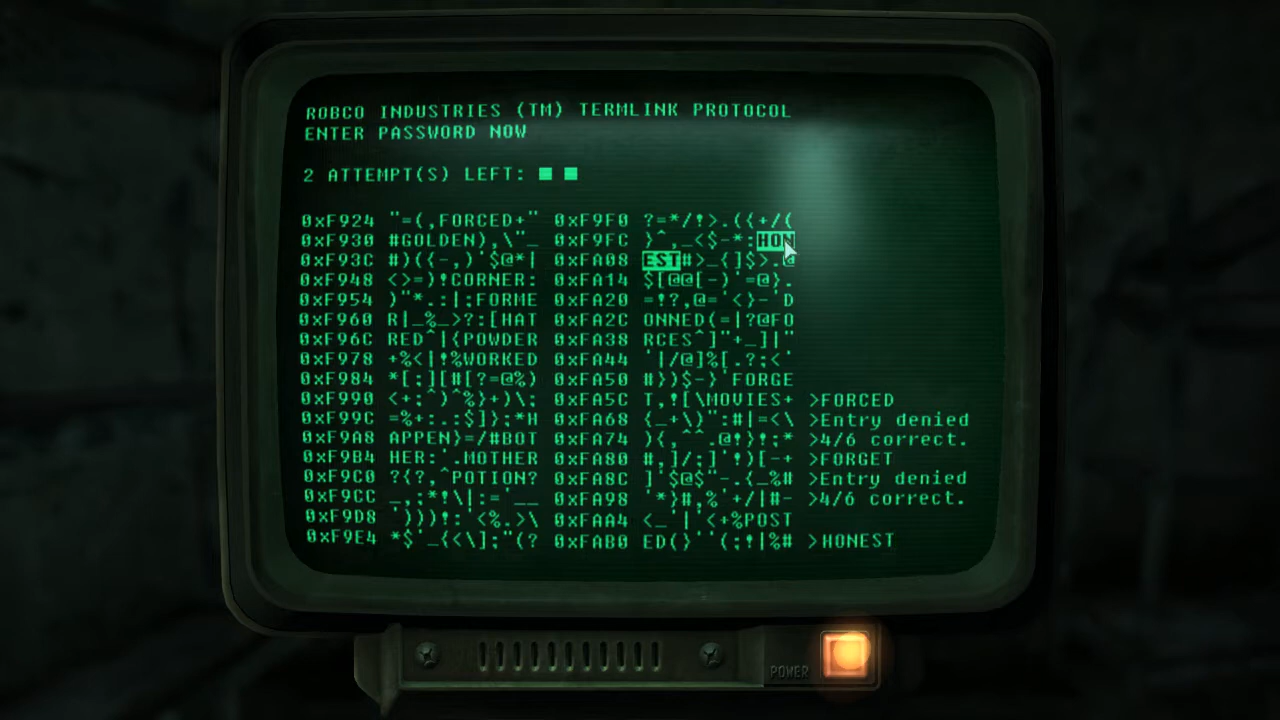 ROBCO INDUSTRIES (TM) TERMLINK PROTOCOL
ENTER PASSWORD NOW
2 ATTEMPT(S) LEFT: ■ ■
0xF924 "=(,FORCED+" 0xF9F0 ?=*/!>.({+/(
0xF930 #GOLDEN),\"_ 0xF9FC }^,_<$-*:HON
0xF93C #)({-,)'$@*| 0xFA08 EST#>_{]$>.@
0xF948 <>=)!CORNER: 0xFA14 $[@@[-)'=@}.
0xF954 )"*.:|;FORME 0xFA20 =!?,@='<}-'D
0xF960 R|_%_>?:[HAT 0xFA2C ONNED(=|?@FO
0xF96C RED^|{POWDER 0xFA38 RCES^]"+_]|"
0xF978 +%<|!%WORKED 0xFA44 '|/@]%[.?;<'
0xF984 *[;][#[?=@%) 0xFA50 #})$-}'FORGE
0xF990 <+;^)^%}+)\; 0xFA5C T,![\MOVIES+ >FORCED
0xF99C =%+:.:$]};*H 0xFA68 {_+\)":#|=<\ >Entry denied
0xF9A8 APPEN}=/#BOT 0xFA74 ){,^^.@!}!;* >4/6 correct.
0xF9B4 HER:'.MOTHER 0xFA80 #,]/;]'!)[-+ >FORGET
0xF9C0 ?{?,^POTION? 0xFA8C ]'$@$"-.{_%# >Entry denied
0xF9CC _,;*!\|:='__ 0xFA98 '*}#,%'+/|#- >4/6 correct.
0xF9D8 ')))!:'<%.>\ 0xFAA4 <_'|'<+%POST
0xF9E4 *$'_{<\];"(? 0xFAB0 ED(}''(;!|%# >HONEST
POWER